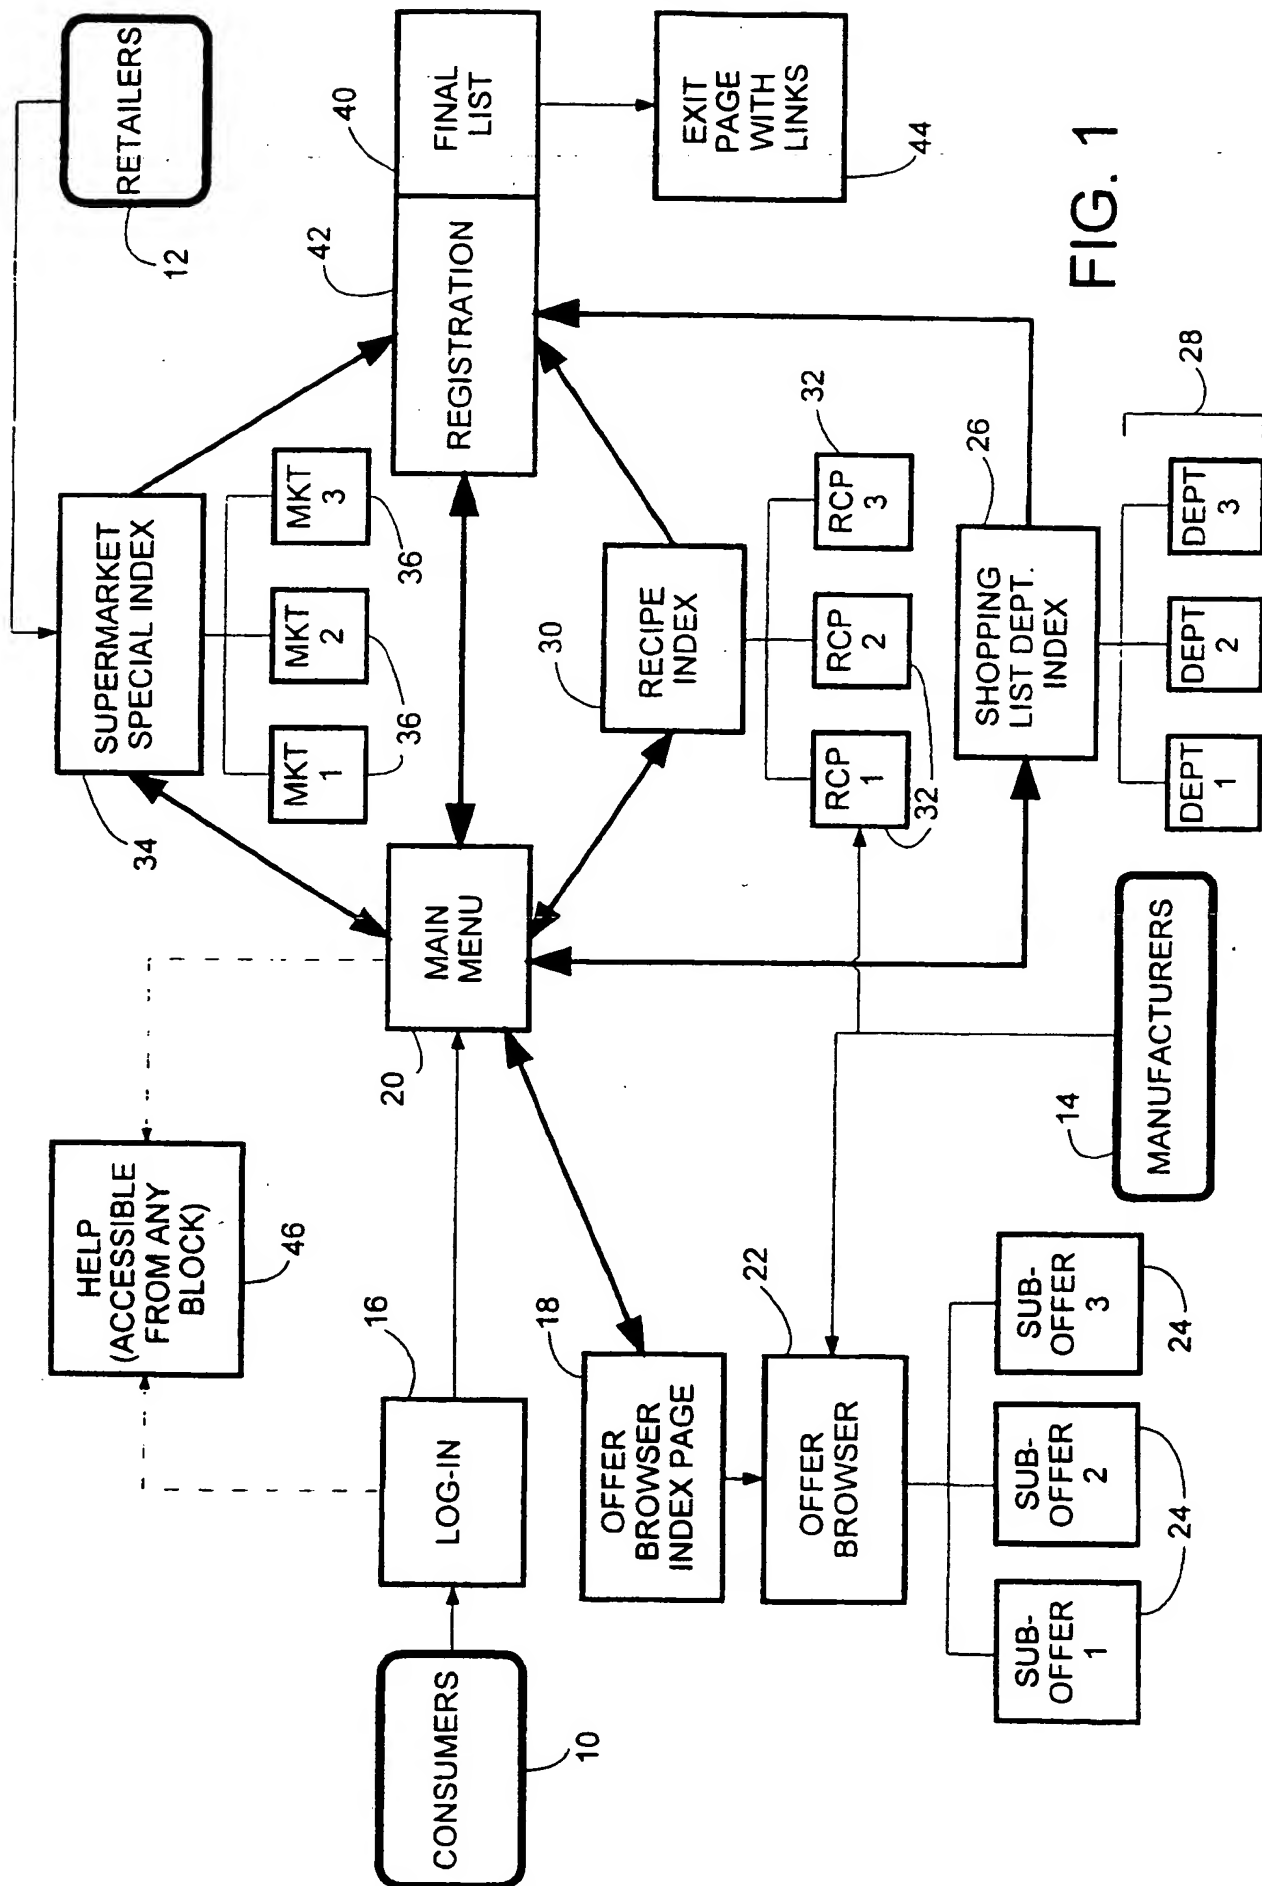 RETAILERS
12
SUPERMARKET
SPECIAL INDEX
34
MKT
1
MKT
2
MKT
3
36
36
36
HELP
(ACCESSIBLE
FROM ANY
BLOCK)
46
CONSUMERS
10
LOG-IN
16
MAIN
MENU
20
REGISTRATION
42
FINAL
LIST
40
EXIT
PAGE
WITH
LINKS
44
OFFER
BROWSER
INDEX PAGE
18
OFFER
BROWSER
22
SUB-
OFFER
1
SUB-
OFFER
2
SUB-
OFFER
3
24
24
RECIPE
INDEX
30
RCP
1
RCP
2
RCP
3
32
32
32
SHOPPING
LIST DEPT.
INDEX
26
DEPT
1
DEPT
2
DEPT
3
28
MANUFACTURERS
14
FIG. 1